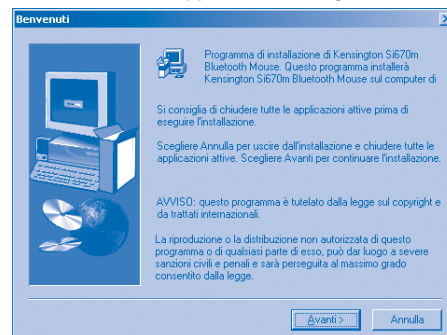 Benvenuti
Programma di installazione di Kensington Si670m
Bluetooth Mouse. Questo programma installerà
Kensington Si670m Bluetooth Mouse sul computer di
Si consiglia di chiudere tutte le applicazioni attive prima di
eseguire l'installazione.
Scegliere Annulla per uscire dall'installazione e chiudere tutte le
applicazioni attive. Scegliere Avanti per continuare l'installazione.
AVVISO: questo programma è tutelato dalla legge sul copyright e
da trattati internazionali.
La riproduzione o la distribuzione non autorizzata di questo
programma o di qualsiasi parte di esso, può dar luogo a severe
sanzioni civili e penali e sarà perseguita al massimo grado
consentito dalla legge.
Avanti >
Annulla